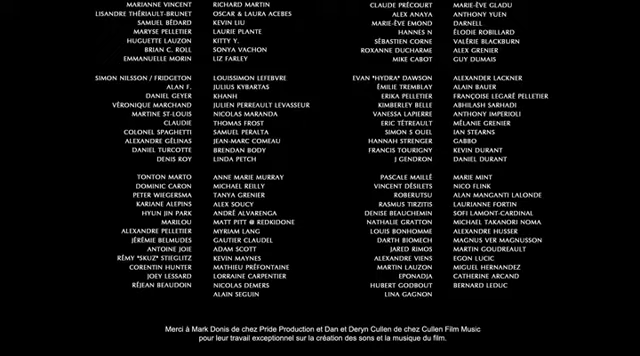 MARIANNE VINCENT RICHARD MARTIN
LISANDRE THÉRIAULT-BRUNET OSCAR & LAURA ACEBES
SAMUEL BÉDARD KEVIN LIU
MARYSE PELLETIER LAURIE PLANTE
HUGUETTE LAUZON KITTY Y.
BRIAN C. ROLL SONYA VACHON
EMMANUELLE MORIN LIZ FARLEY
CLAUDE PRÉCOURT MARIE-ÈVE GLADU
ALEX ANAYA ANTHONY YUEN
MARIE-ÈVE EMOND DARNELL
HANNES N ÉLODIE ROBILLARD
SÉBASTIEN CORNE VALÉRIE BLACKBURN
ROXANNE DUCHARME ALEX GRENIER
MIKE CABOT GUY DUMAIS
SIMON NILSSON / FRIDGETON LOUISSIMON LEFEBVRE
ALAN F. JULIUS KYBARTAS
DANIEL GEYER KHANH
VÉRONIQUE MARCHAND JULIEN PERREAULT LEVASSEUR
MARTINE ST-LOUIS NICOLAS MARANDA
CLAUDIE THOMAS FROST
COLONEL SPAGHETTI SAMUEL PERALTA
ALEXANDRE GÉLINAS JEAN-MARC COMEAU
DANIEL TURCOTTE BRENDAN BODY
DENIS ROY LINDA PETCH
EVAN "HYDRA" DAWSON ALEXANDER LACKNER
ÉMILIE TREMBLAY ALAIN BAUER
ERIKA PELLETIER FRANÇOISE LEGARÉ PELLETIER
KIMBERLEY BELLE ABHILASH SARHADI
VANESSA LAPIERRE ANTHONY IMPERIOLI
ERIC TÉTREAULT MÉLANIE GRENIER
SIMON S OUEL IAN STEARNS
HANNAH STRENGER GABBO
FRANCIS TOURIGNY KEVIN DURANT
J GENDRON DANIEL DURANT
TONTON MARTO ANNE MARIE MURRAY
DOMINIC CARON MICHAEL REILLY
PETER WIEGERSMA TANYA GRENIER
KARIANE ALEPINS ALEX SOUCY
HYUN JIN PARK ANDRÉ ALVARENGA
MARILOU MATT PITT @ REDKIDONE
ALEXANDRE PELLETIER MYRIAM LANG
JÉRÉMIE BELMUDES GAUTIER CLAUDEL
ANTOINE JOIE ADAM SCOTT
RÉMY "SKUZ" STIEGLITZ KEVIN MAYNES
CORENTIN HUNTER MATHIEU PRÉFONTAINE
JOEY LESSARD LORRAINE CARPENTIER
RÉJEAN BEAUDOIN NICOLAS DEMERS
ALAIN SEGUIN
PASCALE MAILLÉ MARIE MINT
VINCENT DÉSILETS NICO FLINK
ROBERUTSU ALAN MANGANTI LALONDE
RASMUS TIRZITIS LAURIANNE FORTIN
DENISE BEAUCHEMIN SOFI LAMONT-CARDINAL
NATHALIE GRATTON MICHAEL TAKANORI NOMA
LOUIS BONHOMME ALEXANDER HUSSER
DARTH BIOMECH MAGNUS VER MAGNUSSON
JARED RIMOS MARTIN GOUDREAULT
ALEXANDRE VIENS EGON LUCIC
MARTIN LAUZON MIGUEL HERNANDEZ
EPONADJA CATHERINE ARCAND
HUBERT GODBOUT BERNARD LEDUC
LINA GAGNON
Merci à Mark Donis de chez Pride Production et Dan et Deryn Cullen de chez Cullen Film Music
pour leur travail exceptionnel sur la création des sons et la musique du film.